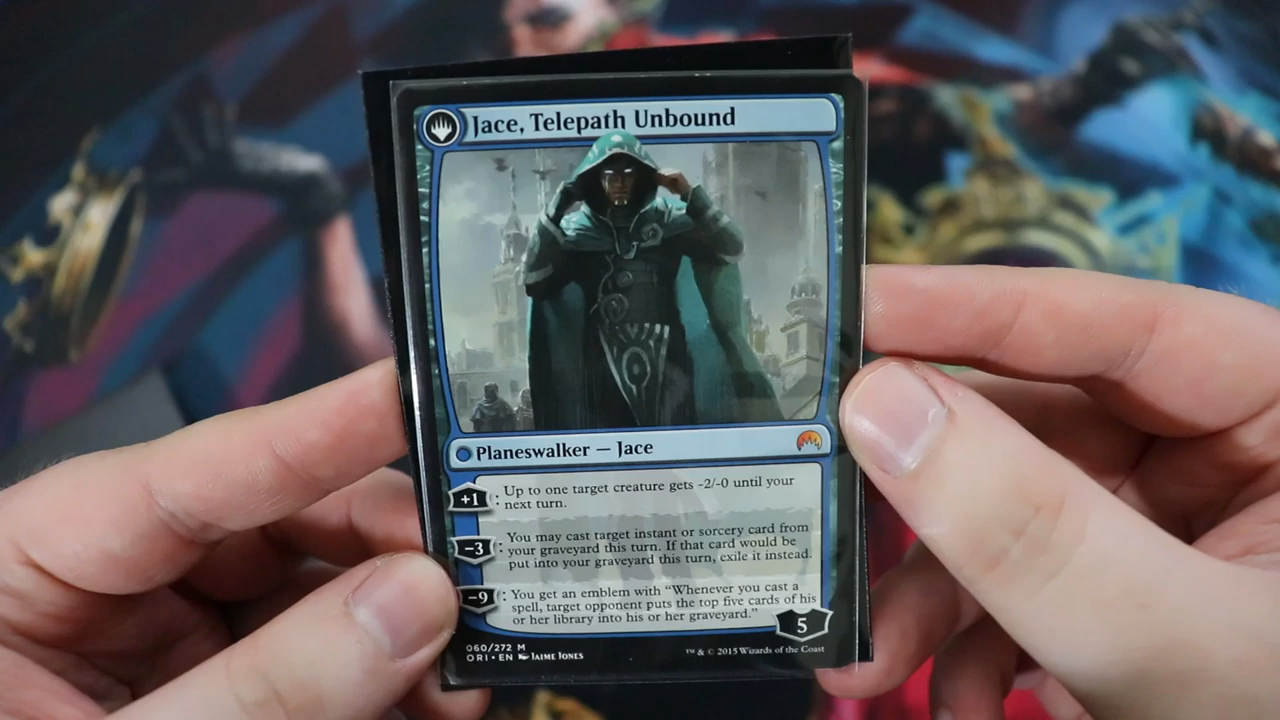 Jace, Telepath Unbound
Planeswalker — Jace
+1 : Up to one target creature gets -2/-0 until your
next turn.
-3 : You may cast target instant or sorcery card from
your graveyard this turn. If that card would be
put into your graveyard this turn, exile it instead.
-9 : You get an emblem with “Whenever you cast a
spell, target opponent puts the top five cards of his
or her library into his or her graveyard.”
5
060/272 M
ORI • EN JAIME JONES
™ & © 2015 Wizards of the Coast